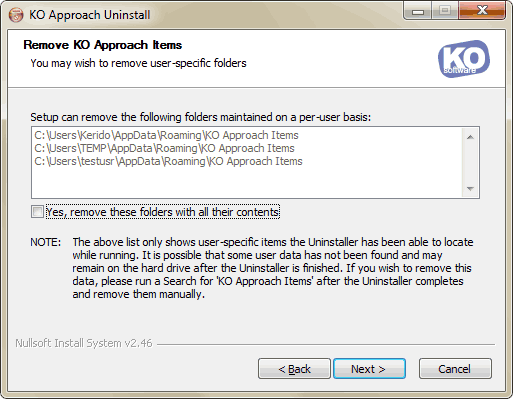 KO Approach Uninstall
Remove KO Approach Items
You may wish to remove user-specific folders
KO
software
Setup can remove the following folders maintained on a per-user basis:
C:\Users\Kerido\AppData\Roaming\KO Approach Items
C:\Users\TEMP\AppData\Roaming\KO Approach Items
C:\Users\testusr\AppData\Roaming\KO Approach Items
Yes, remove these folders with all their contents
NOTE: The above list only shows user-specific items the Uninstaller has been able to locate
while running. It is possible that some user data has not been found and may
remain on the hard drive after the Uninstaller is finished. If you wish to remove this
data, please run a Search for 'KO Approach Items' after the Uninstaller completes
and remove them manually.
Nullsoft Install System v2.46
< Back Next > Cancel